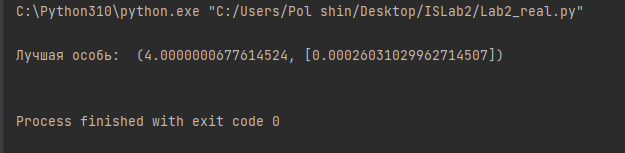 C:\Python310\python.exe "C:/Users/Pol shin/Desktop/ISLab2/Lab2_real.py"
Лучшая особь:  (4.0000000677614524, [0.00026031029962714507])
Process finished with exit code 0